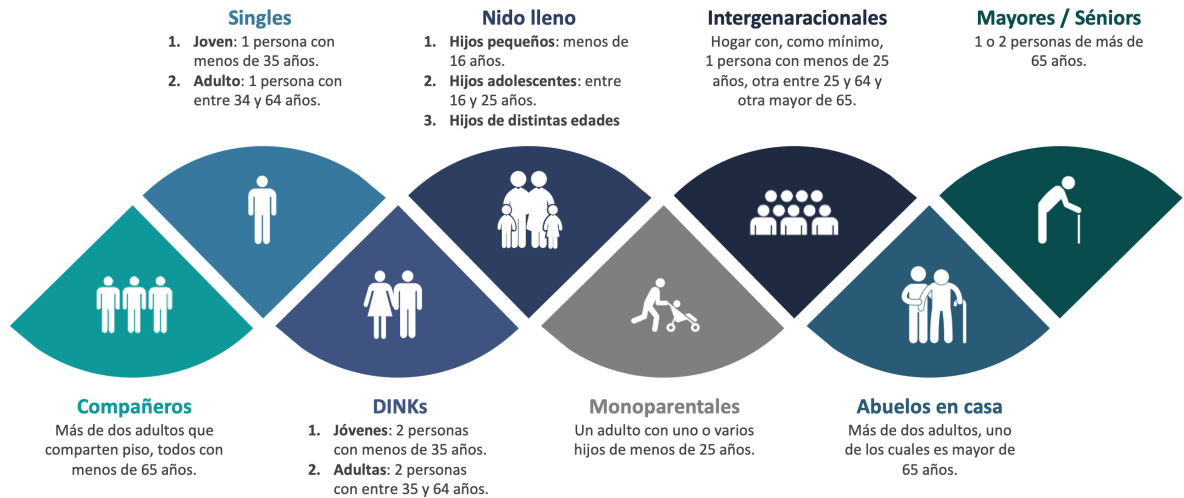 Singles
1. Joven: 1 persona con
menos de 35 años.
2. Adulto: 1 persona con
entre 34 y 64 años.
Nido lleno
1. Hijos pequeños: menos de
16 años.
2. Hijos adolescentes: entre
16 y 25 años.
3. Hijos de distintas edades
Intergenaracionales
Hogar con, como mínimo,
1 persona con menos de 25
años, otra entre 25 y 64 y
otra mayor de 65.
Mayores / Séniors
1 o 2 personas de más de
65 años.
Compañeros
Más de dos adultos que
comparten piso, todos con
menos de 65 años.
DINKs
1. Jóvenes: 2 personas
con menos de 35 años.
2. Adultas: 2 personas
con entre 35 y 64 años.
Monoparentales
Un adulto con uno o varios
hijos de menos de 25 años.
Abuelos en casa
Más de dos adultos, uno
de los cuales es mayor de
65 años.